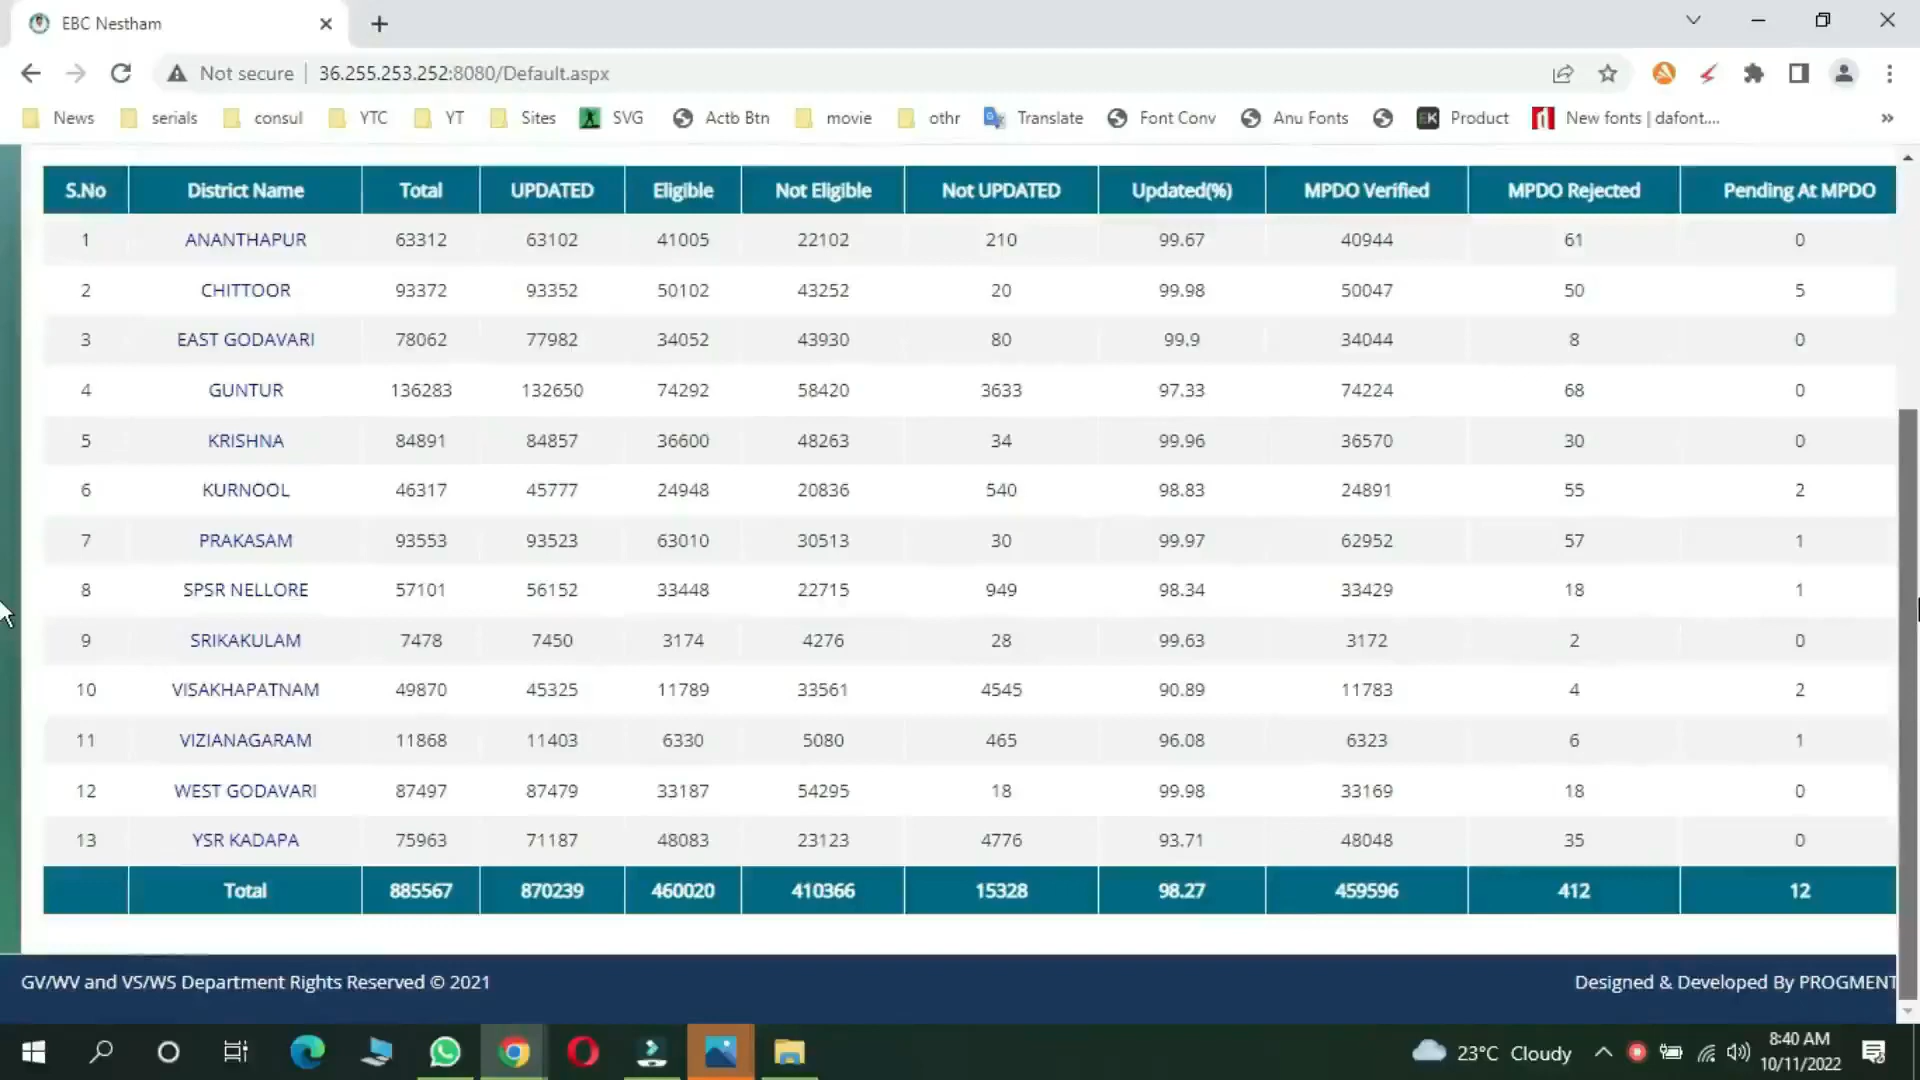 EBC Nestham
Not secure 36.255.253.252:8080/Default.aspx
News serials consul YTC YT Sites SVG Actb Btn movie othr Translate Font Conv Anu Fonts EK Product New fonts | dafont.... »
S.No District Name Total UPDATED Eligible Not Eligible Not UPDATED Updated(%) MPDO Verified MPDO Rejected Pending At MPDO
1 ANANTHAPUR 63312 63102 41005 22102 210 99.67 40944 61 0
2 CHITTOOR 93372 93352 50102 43252 20 99.98 50047 50 5
3 EAST GODAVARI 78062 77982 34052 43930 80 99.9 34044 8 0
4 GUNTUR 136283 132650 74292 58420 3633 97.33 74224 68 0
5 KRISHNA 84891 84857 36600 48263 34 99.96 36570 30 0
6 KURNOOL 46317 45777 24948 20836 540 98.83 24891 55 2
7 PRAKASAM 93553 93523 63010 30513 30 99.97 62952 57 1
8 SPSR NELLORE 57101 56152 33448 22715 949 98.34 33429 18 1
9 SRIKAKULAM 7478 7450 3174 4276 28 99.63 3172 2 0
10 VISAKHAPATNAM 49870 45325 11789 33561 4545 90.89 11783 4 2
11 VIZIANAGARAM 11868 11403 6330 5080 465 96.08 6323 6 1
12 WEST GODAVARI 87497 87479 33187 54295 18 99.98 33169 18 0
13 YSR KADAPA 75963 71187 48083 23123 4776 93.71 48048 35 0
Total 885567 870239 460020 410366 15328 98.27 459596 412 12
GV/WV and VS/WS Department Rights Reserved © 2021 Designed & Developed By PROGMENT
23°C Cloudy 8:40 AM
10/11/2022